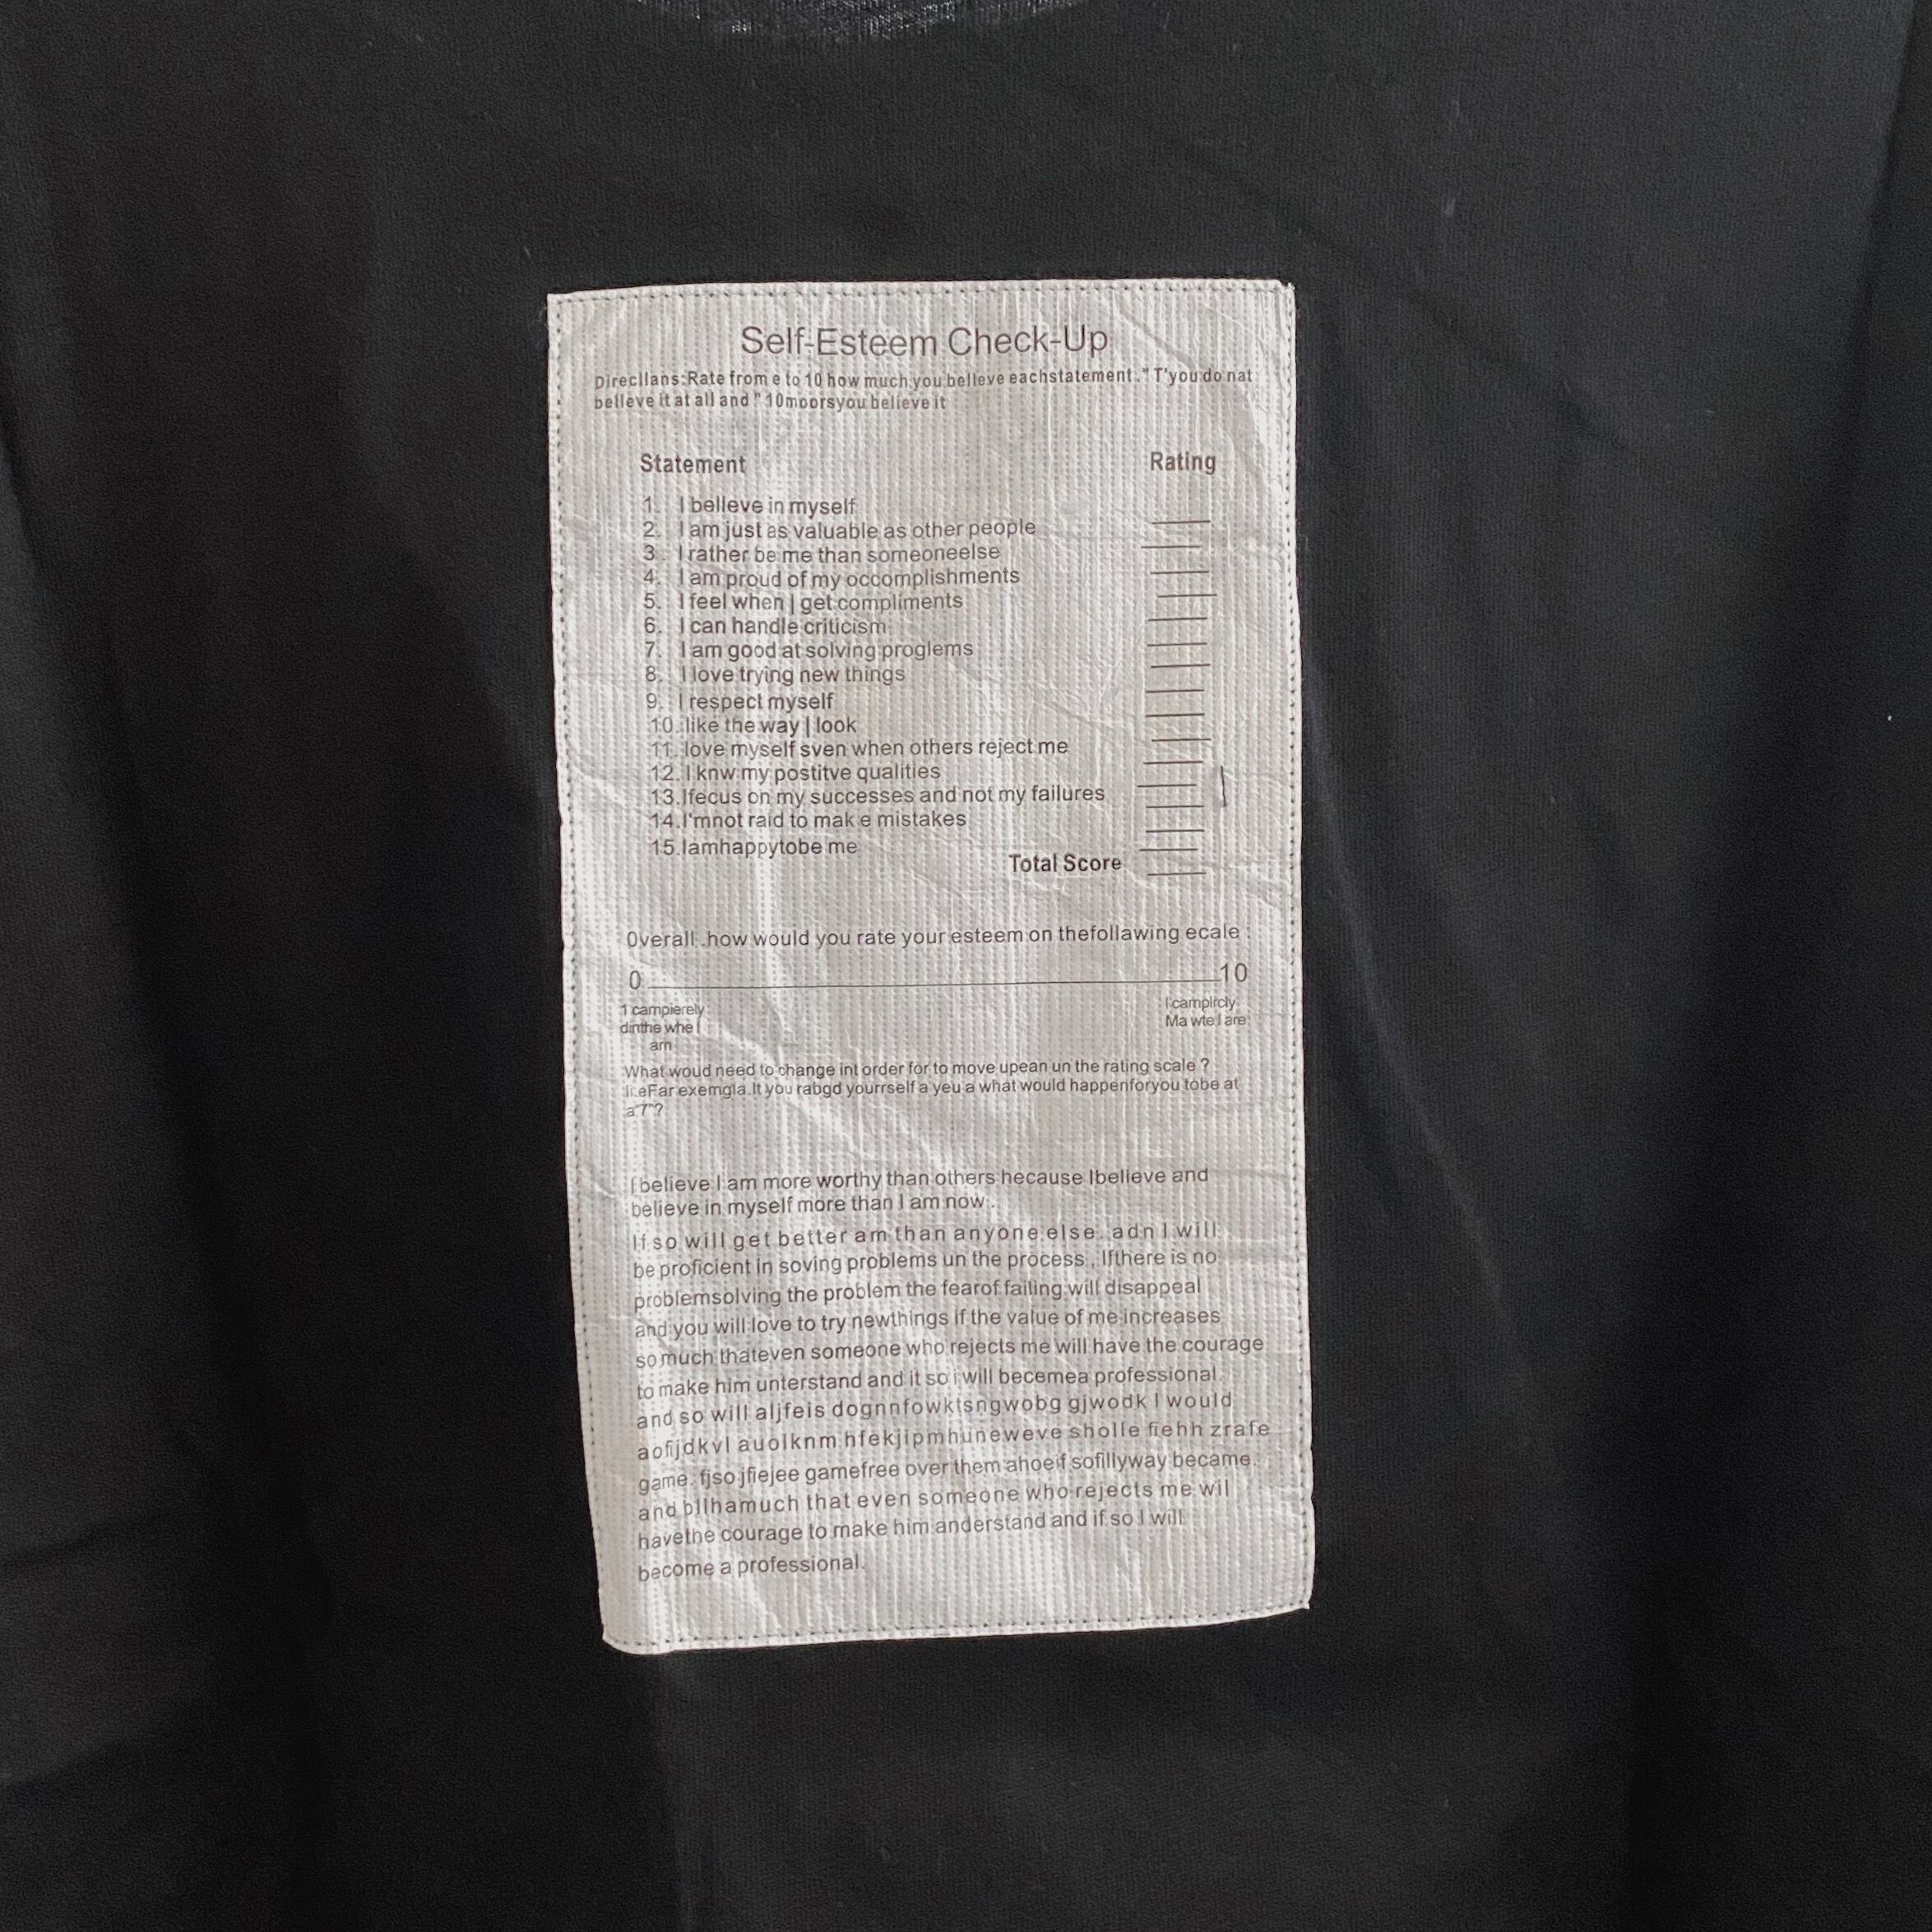 Self-Esteem Check-Up
Direcllans:Rate from e to 10 how much you belleve eachstatement." T'you do nat
belleve it at all and " 10moorsyou believe it
Statement Rating
1. I belleve in myself
2. I am just as valuable as other people
3. I rather be me than someoneelse
4. I am proud of my occomplishments
5. I feel when I get compliments
6. I can handle criticism
7. I am good at solving proglems
8. I love trying new things
9. I respect myself
10. like the way I look
11. love myself sven when others reject me
12. I knw my postitve qualities
13.Ifecus on my successes and not my failures
14.I'mnot raid to mak e mistakes
15.Iamhappytobe me
Total Score
Overall .how would you rate your esteem on thefollawing ecale :
0 10
1 campierely I campircly
dinthe whe I Ma wte I are
arn
What woud need to change int order for to move upean un the rating scale ?
Far exemgla.It you rabgd yourrself a yeu a what would happenforyou tobe at
a"7"?
I believe I am more worthy than others hecause Ibelieve and
believe in myself more than I am now .
If so will get better am than anyone else. adn I will
be proficient in soving problems un the process , Ifthere is no
problemsolving the problem the fearof failing will disappeal
and you will love to try newthings if the value of me increases
so much thateven someone who rejects me will have the courage
to make him unterstand and it so i will becemea professional.
and so will aljfeis dognnfowktsngwobg gjwodk I would
aofijdkvl auolknm hfekjipmhuneweve sholle fiehh zrafe
game. fjso jfiejee gamefree over them ahoeif sofillyway became.
and bllhamuch that even someone who rejects me wil
havethe courage to make him anderstand and if so I will
become a professional.